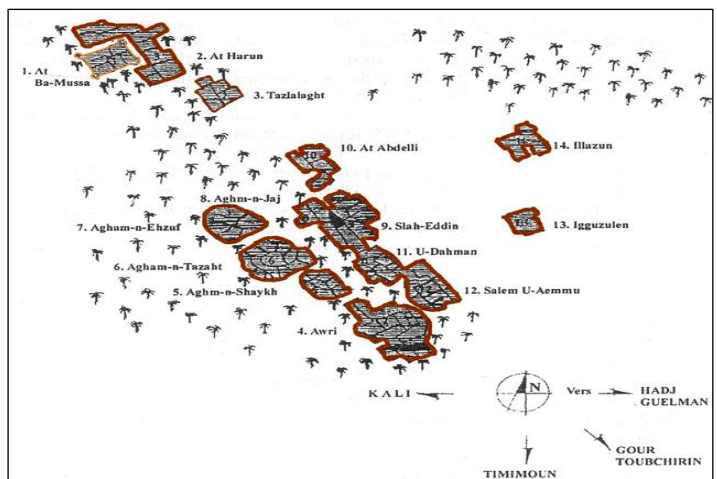 1. At
Ba-Mussa
2. At Harun
3. Tazlalaght
10. At Abdelli
14. Illazun
8. Aghm-n-Jaj
7. Agham-n-Ehzuf
9. Slah-Eddin
13. Igguzulen
11. U-Dahman
6. Agham-n-Tazaht
5. Aghm-n-Shaykh
12. Salem U-Aemmu
4. Awri
KALI
N
Vers
HADJ
GUELMAN
GOUR
TOUBCHIRIN
TIMIMOUN